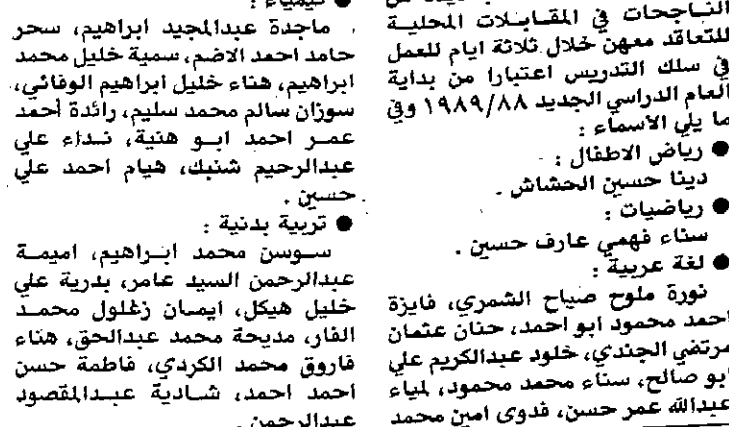 الناجحات في المقابلات المحلية
للتعاقد معهن خلال ثلاثة ايام للعمل
في سلك التدريس اعتبارا من بداية
العام الدراسي الجديد ١٩٨٩/٨٨ وفي
ما يلي الاسماء :
● رياض الاطفال :
دينا حسين الحشاش .
● رياضيات :
سناء فهمي عارف حسين .
● لغة عربية :
نورة ملوح صياح الشمري، فايزة
احمد محمود ابو احمد، حنان عثمان
مرتضي الجندي، خلود عبدالكريم علي
ابو صالح، سناء محمد محمود، لمياء
عبدالله عمر حسن، فدوى امين محمد
● كيمياء :
ماجدة عبدالمجيد ابراهيم، سحر
حامد احمد الاضم، سمية خليل محمد
ابراهيم، هناء خليل ابراهيم الوفائي،
سوزان سالم محمد سليم، رائدة أحمد
عمر احمد ابو هنية، نداء علي
عبدالرحيم شنبك، هيام احمد علي
حسين .
● تربية بدنية :
سوسن محمد ابراهيم، اميمة
عبدالرحمن السيد عامر، بدرية علي
خليل هيكل، ايمان زغلول محمد
الفار، مديحة محمد عبدالحق، هناء
فاروق محمد الكردي، فاطمة حسن
احمد احمد، شادية عبدالمقصود
عبدالرحمن .